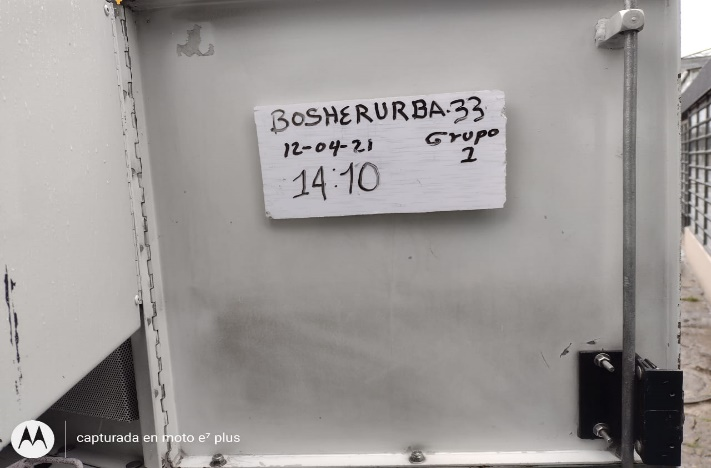 BOSHERURBA.33
12-04-21 Grupo
1
14:10
capturada en moto e⁷ plus